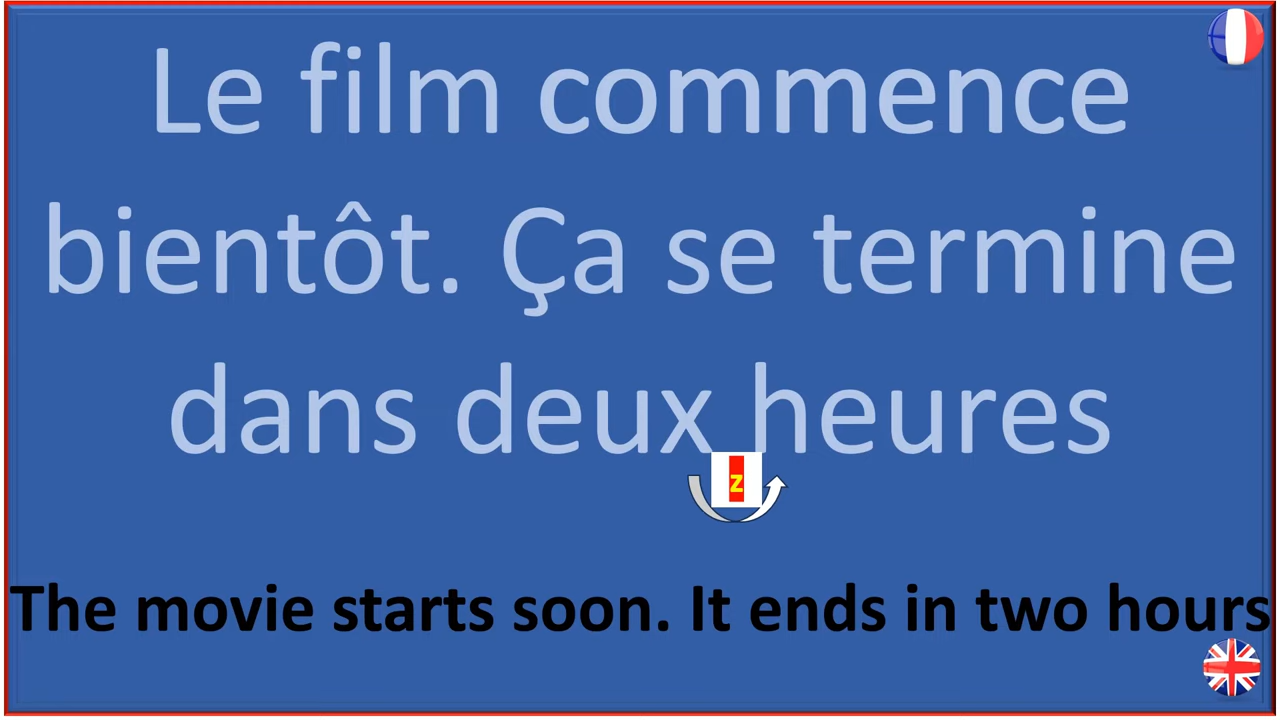 Le film commence
bientôt. Ça se termine
dans deux heures
z
The movie starts soon. It ends in two hours